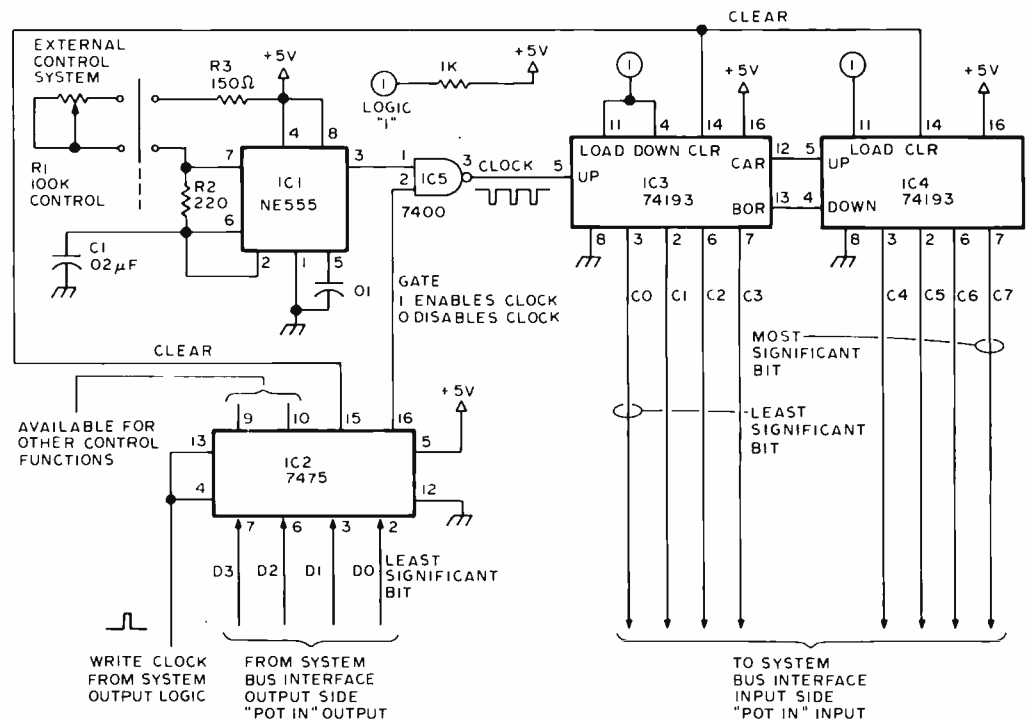 CLEAR
EXTERNAL
CONTROL
SYSTEM
R3
150Ω
+5V
1
LOGIC
"1"
1K
+5V
R1
100K
CONTROL
4
8
7
3
IC1
NE555
R2
220
6
C1
02µF
2
1
5
01
1
2
3
IC5
7400
CLOCK
5
1
+5V
11
4
14
16
LOAD DOWN CLR
CAR
UP
IC3
74193
BOR
12
13
8
3
2
6
7
1
+5V
11
14
16
5
4
UP
LOAD CLR
IC4
74193
DOWN
8
3
2
6
7
C0
C1
C2
C3
C4
C5
C6
C7
GATE
1 ENABLES CLOCK
0 DISABLES CLOCK
MOST
SIGNIFICANT
BIT
LEAST
SIGNIFICANT
BIT
CLEAR
AVAILABLE FOR
OTHER CONTROL
FUNCTIONS
9
10
15
16
+5V
13
4
5
12
IC2
7475
7
6
3
2
D3
D2
D1
D0
LEAST
SIGNIFICANT
BIT
WRITE CLOCK
FROM SYSTEM
OUTPUT LOGIC
FROM SYSTEM
BUS INTERFACE
OUTPUT SIDE
"POT IN" OUTPUT
TO SYSTEM
BUS INTERFACE
INPUT SIDE
"POT IN" INPUT